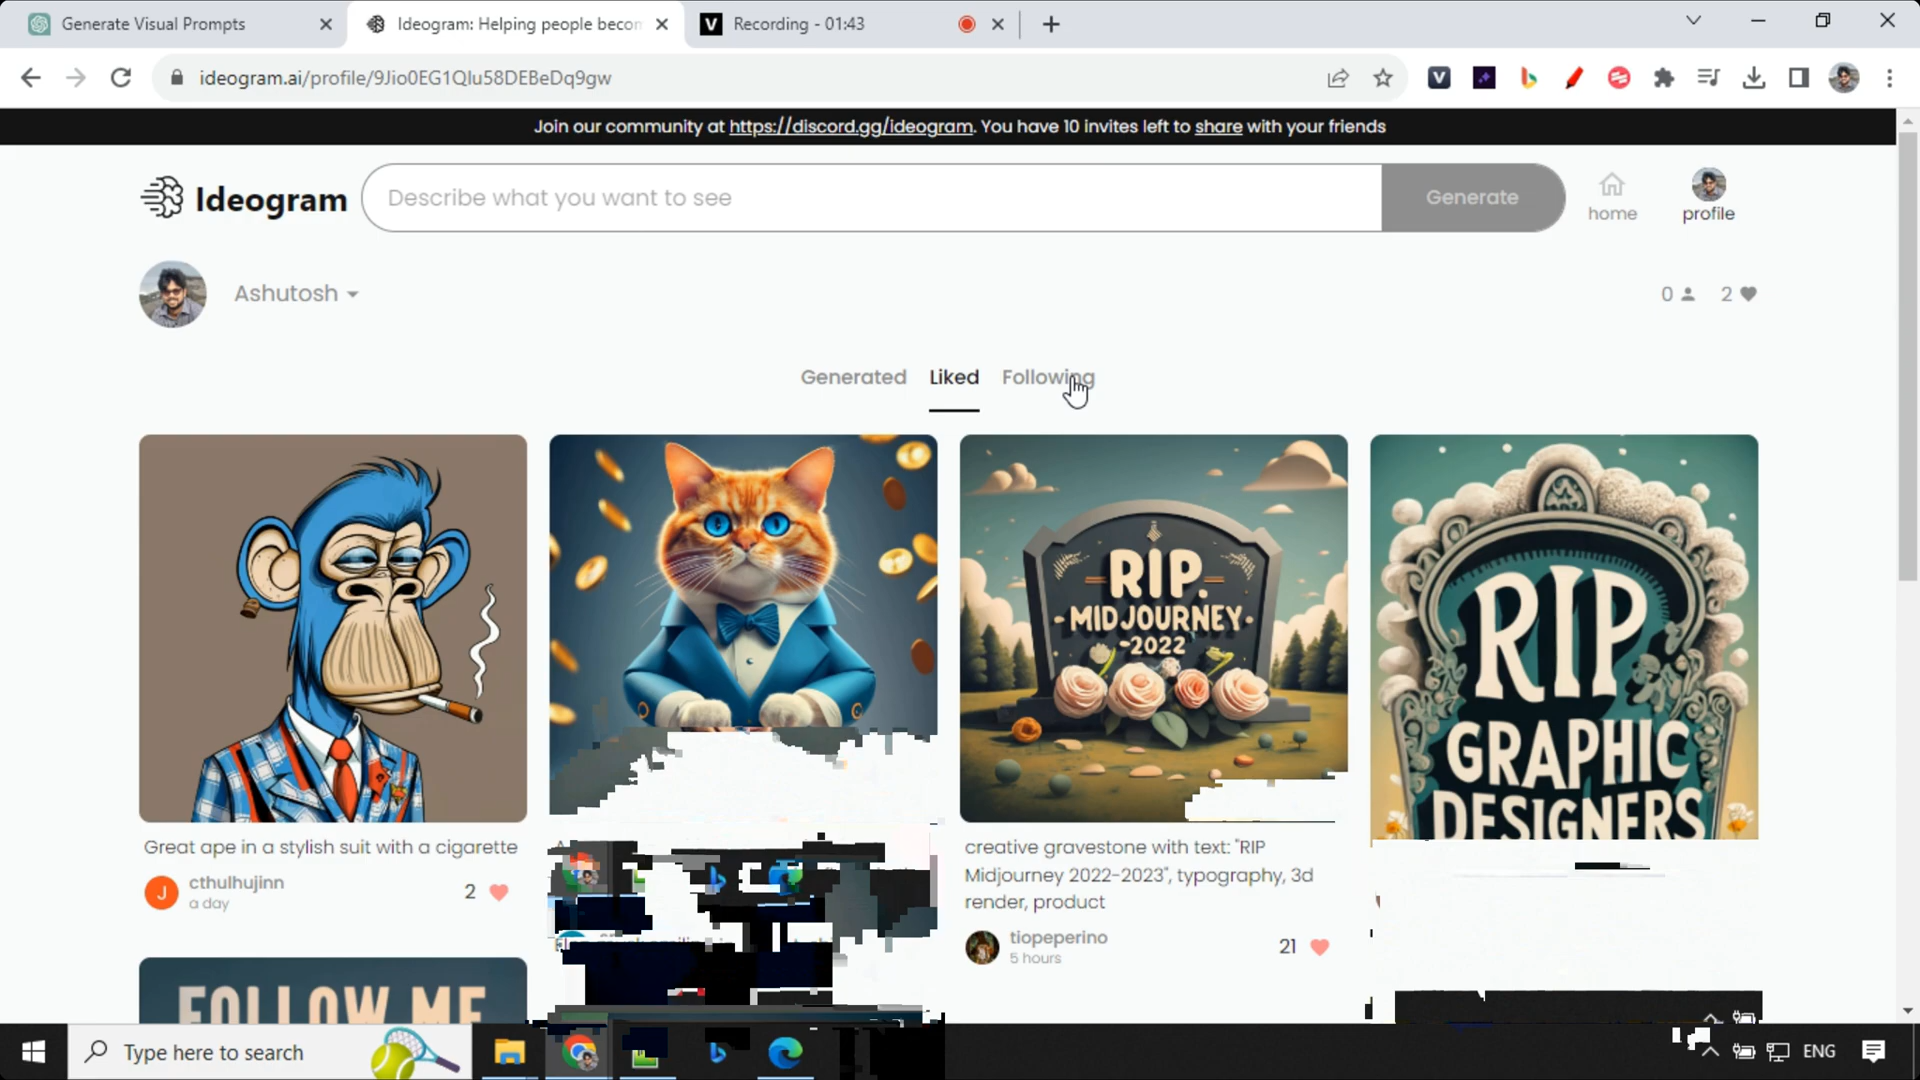 Generate Visual Prompts
Ideogram: Helping people becom
V
Recording - 01:43
ideogram.ai/profile/9Jio0EG1QIu58DEBeDq9gw
Join our community at https://discord.gg/ideogram. You have 10 invites left to share with your friends
Ideogram
Describe what you want to see
Generate
home
profile
Ashutosh
0
2
Generated
Liked
Following
RIP.
-MIDJOURNEY-
-2022
RIP
GRAPHIC
DESIGNERS
Great ape in a stylish suit with a cigarette
J
cthulhujinn
a day
2
creative gravestone with text: "RIP
Midjourney 2022-2023", typography, 3d
render, product
tiopeperino
5 hours
21
FOLLOW ME
Type here to search
ENG